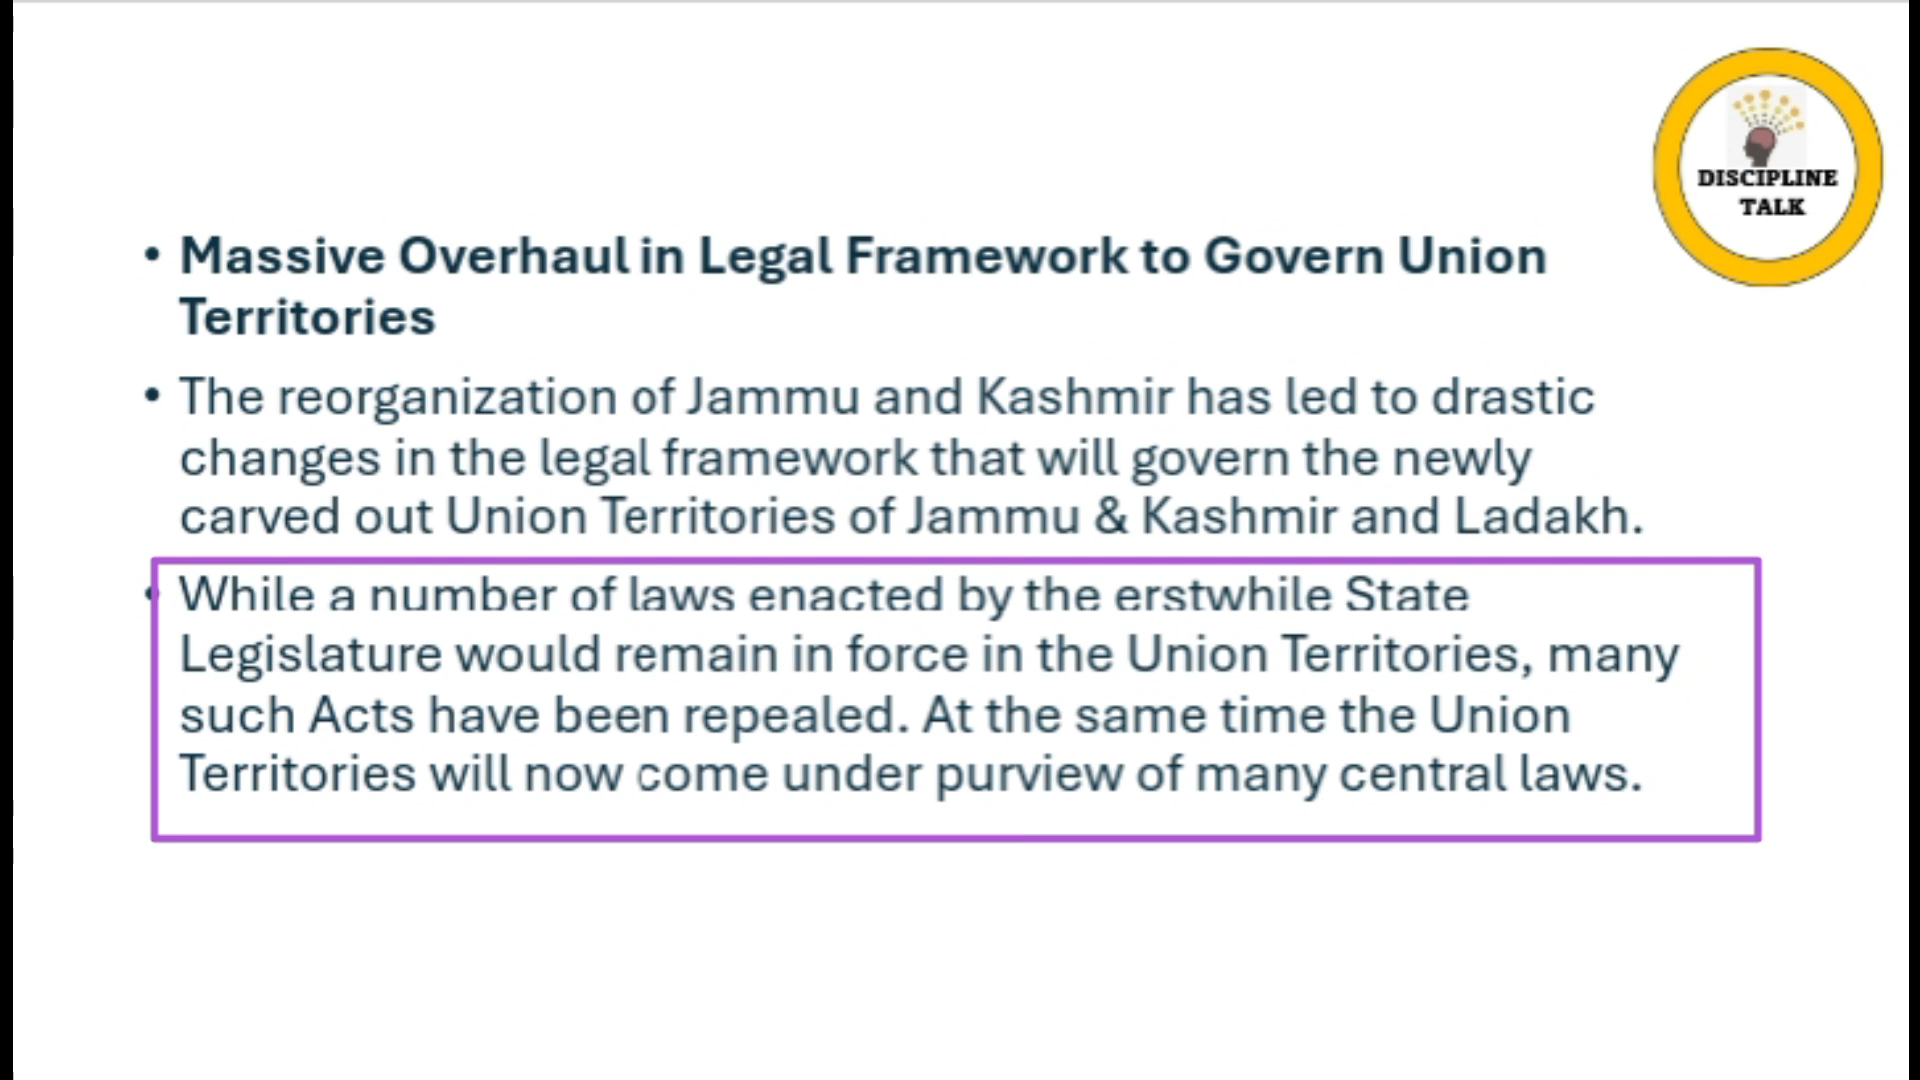 DISCIPLINE
TALK
• Massive Overhaul in Legal Framework to Govern Union
Territories
• The reorganization of Jammu and Kashmir has led to drastic
changes in the legal framework that will govern the newly
carved out Union Territories of Jammu & Kashmir and Ladakh.
• While a number of laws enacted by the erstwhile State
Legislature would remain in force in the Union Territories, many
such Acts have been repealed. At the same time the Union
Territories will now come under purview of many central laws.